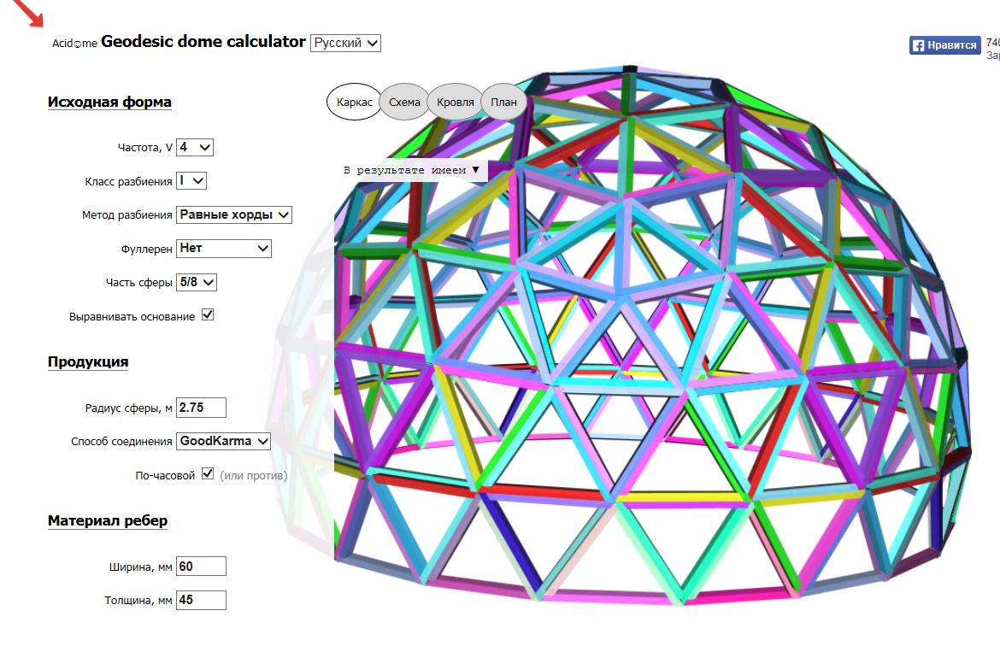 Acid☺me Geodesic dome calculator Русский
Нравится 740
Зар
Исходная форма
Каркас Схема Кровля План
Частота, V 4
В результате имеем ▼
Класс разбиения I
Метод разбиения Равные хорды
Фуллерен Нет
Часть сферы 5/8
Выравнивать основание
Продукция
Радиус сферы, м 2.75
Способ соединения GoodKarma
По-часовой (или против)
Материал ребер
Ширина, мм 60
Толщина, мм 45